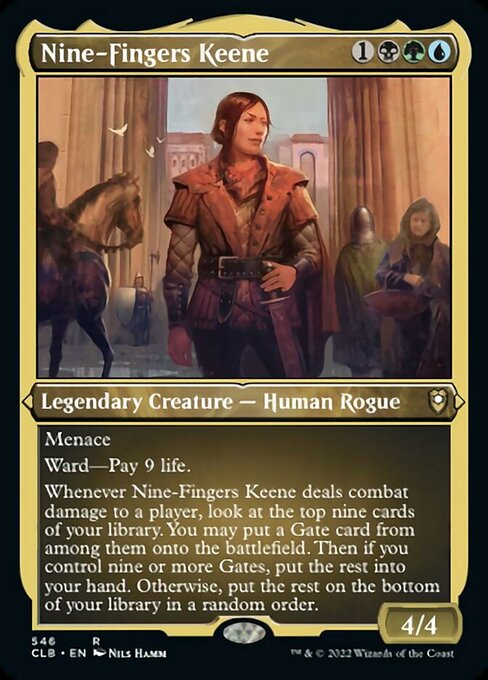 Nine-Fingers Keene 1
Legendary Creature — Human Rogue
Menace
Ward—Pay 9 life.
Whenever Nine-Fingers Keene deals combat
damage to a player, look at the top nine cards
of your library. You may put a Gate card from
among them onto the battlefield. Then if you
control nine or more Gates, put the rest into
your hand. Otherwise, put the rest on the bottom
of your library in a random order.
4/4
546 R
CLB • EN Nils Hamm
™ & © 2022 Wizards of the Coast